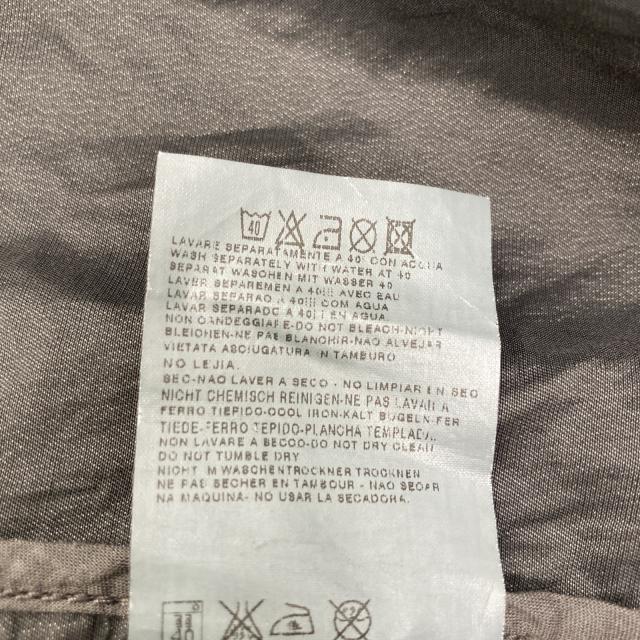 40
LAVARE SEPARATAMENTE A 40: CON ACQUA
WASH SEPARATELY WITH WATER AT 40
SEPARAT WASCHEN MIT WASSER 40
LAVER SEPAREMEN A 40!!! AVEC EAU
LAVAR SEPARAO A 40!!! COM AGUA
LAVAR SEPARADO A 40!! EN AGUA
NON CANDEGGIARE-DO NOT BLEACH-NICHT
BLEICHEN-NE PAS BLANCHIR-NAO ALVEJAR
VIETATA ASCIUGATURA IN TAMBURO
NO LEJIA.
SEC-NAO LAVER A SECO - NO LIMPIAR EN SEC
NICHT CHEMISCH REINIGEN-NE PAS LAVAR A
FERRO TIEPIDO-COOL IRON-KALT BUGELN-FER
TIEDE-FERRO TEPIDO-PLANCHA TEMPLADA.
NON LAVARE A SECCO-DO NOT DRY CLEAN
DO NOT TUMBLE DRY
NICHT IM WASCHENTROCKNER TROCKNEN
NE PAS SECHER EN TAMBOUR - NAO SECAR
NA MAQUINA- NO USAR LA SECADORA.
40